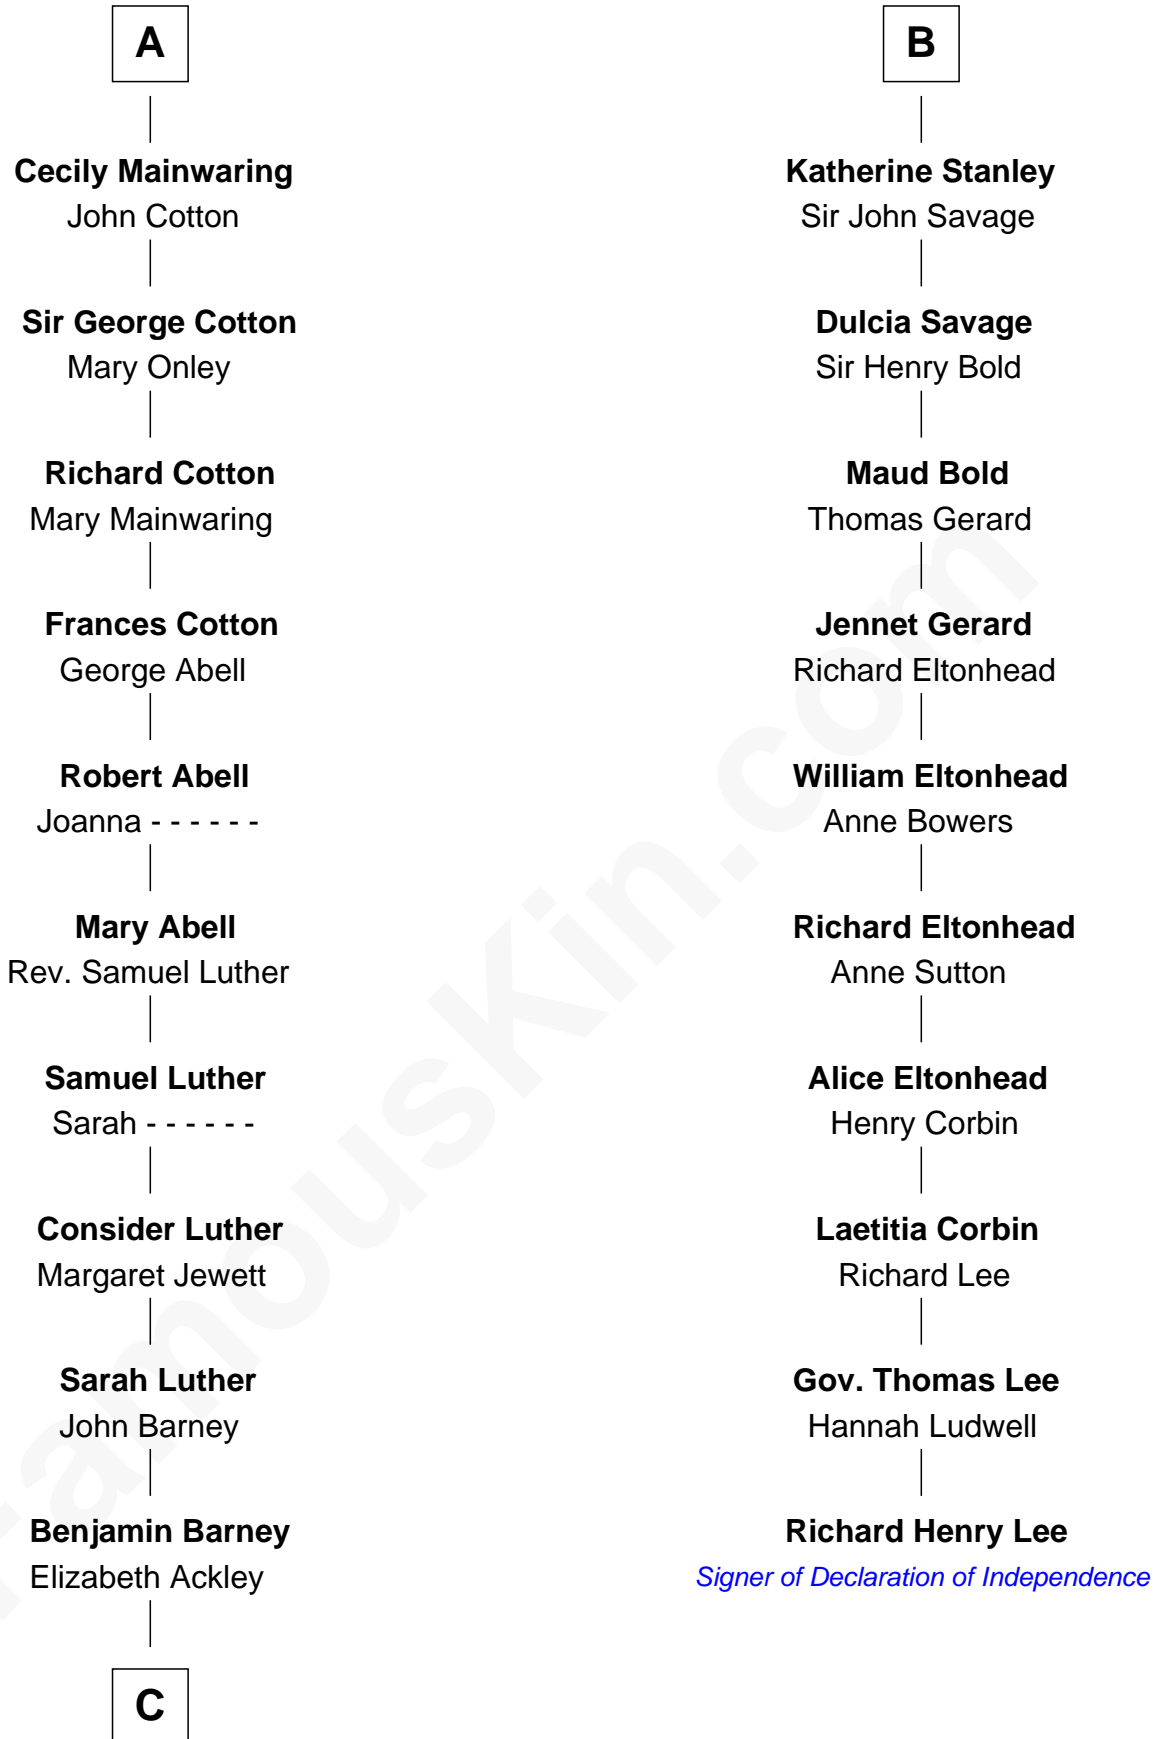 A
Cecily Mainwaring
John Cotton
Sir George Cotton
Mary Onley
Richard Cotton
Mary Mainwaring
Frances Cotton
George Abell
Robert Abell
Joanna - - - - - -
Mary Abell
Rev. Samuel Luther
Samuel Luther
Sarah - - - - - -
Consider Luther
Margaret Jewett
Sarah Luther
John Barney
Benjamin Barney
Elizabeth Ackley
C
B
Katherine Stanley
Sir John Savage
Dulcia Savage
Sir Henry Bold
Maud Bold
Thomas Gerard
Jennet Gerard
Richard Eltonhead
William Eltonhead
Anne Bowers
Richard Eltonhead
Anne Sutton
Alice Eltonhead
Henry Corbin
Laetitia Corbin
Richard Lee
Gov. Thomas Lee
Hannah Ludwell
Richard Henry Lee
Signer of Declaration of Independence
FamousKin.com